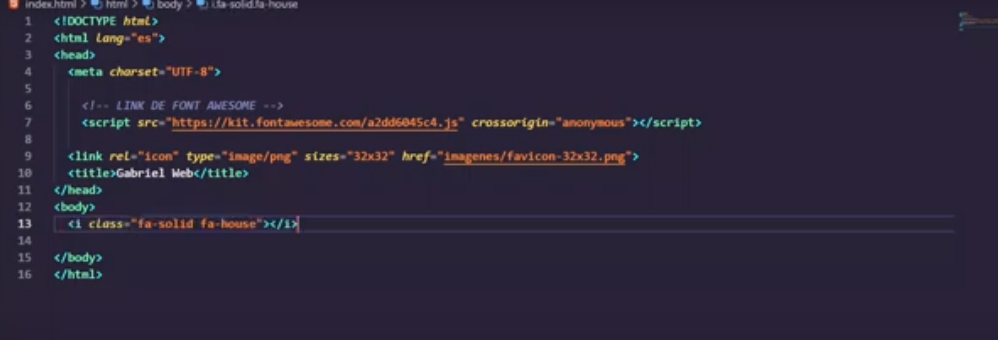 index.html > html > body > i.fa-solid.fa-house
1 <!DOCTYPE html>
2 <html lang="es">
3 <head>
4 <meta charset="UTF-8">
5
6 <!-- LINK DE FONT AWESOME -->
7 <script src="https://kit.fontawesome.com/a2dd6045c4.js" crossorigin="anonymous"></script>
8
9 <link rel="icon" type="image/png" sizes="32x32" href="imagenes/favicon-32x32.png">
10 <title>Gabriel Web</title>
11 </head>
12 <body>
13 <i class="fa-solid fa-house"></i>
14
15 </body>
16 </html>